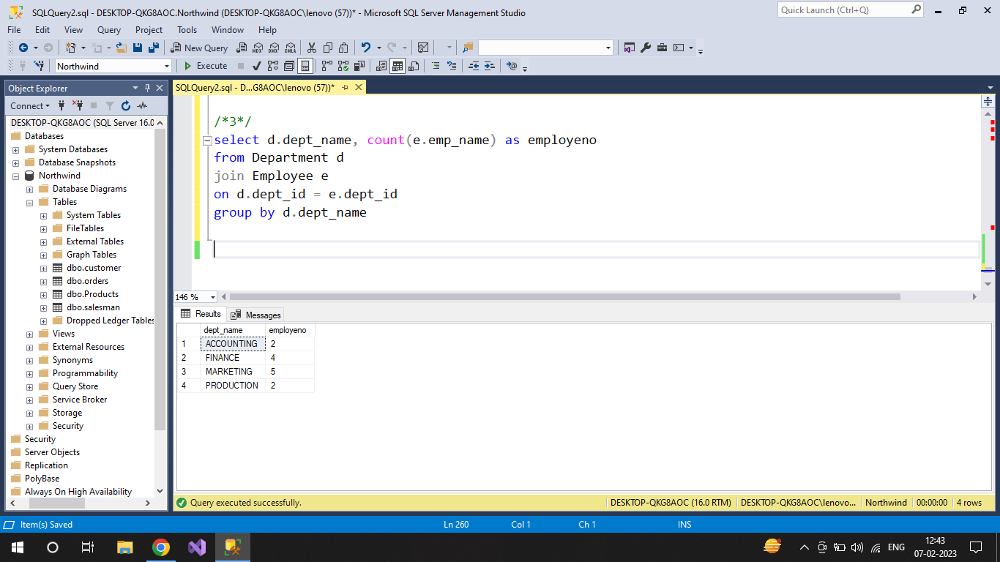 SQLQuery2.sql - DESKTOP-QKG8AOC.Northwind (DESKTOP-QKG8AOC\lenovo (57))* - Microsoft SQL Server Management Studio
Quick Launch (Ctrl+Q)
File Edit View Query Project Tools Window Help
New Query
MDX DMX XMLA
Northwind
Execute
Object Explorer
Connect
DESKTOP-QKG8AOC (SQL Server 16.0
Databases
System Databases
Database Snapshots
Northwind
Database Diagrams
Tables
System Tables
FileTables
External Tables
Graph Tables
dbo.customer
dbo.orders
dbo.Products
dbo.salesman
Dropped Ledger Tables
Views
External Resources
Synonyms
Programmability
Query Store
Service Broker
Storage
Security
Security
Server Objects
Replication
PolyBase
Always On High Availability
SQLQuery2.sql - D...G8AOC\lenovo (57))*
/*3*/
select d.dept_name, count(e.emp_name) as employeno
from Department d
join Employee e
on d.dept_id = e.dept_id
group by d.dept_name
146 %
Results Messages
dept_name employeno
1 ACCOUNTING 2
2 FINANCE 4
3 MARKETING 5
4 PRODUCTION 2
Query executed successfully. DESKTOP-QKG8AOC (16.0 RTM) DESKTOP-QKG8AOC\lenovo... Northwind 00:00:00 4 rows
Item(s) Saved Ln 260 Col 1 Ch 1 INS
ENG
12:43
07-02-2023